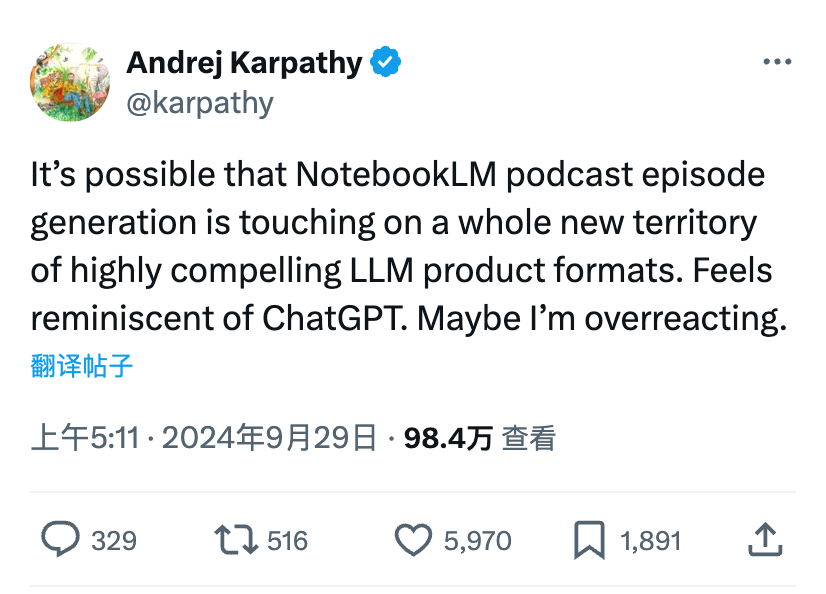 Andrej Karpathy
@karpathy
It’s possible that NotebookLM podcast episode
generation is touching on a whole new territory
of highly compelling LLM product formats. Feels
reminiscent of ChatGPT. Maybe I’m overreacting.
翻译帖子
上午5:11 · 2024年9月29日 · 98.4万 查看
329 516 5,970 1,891